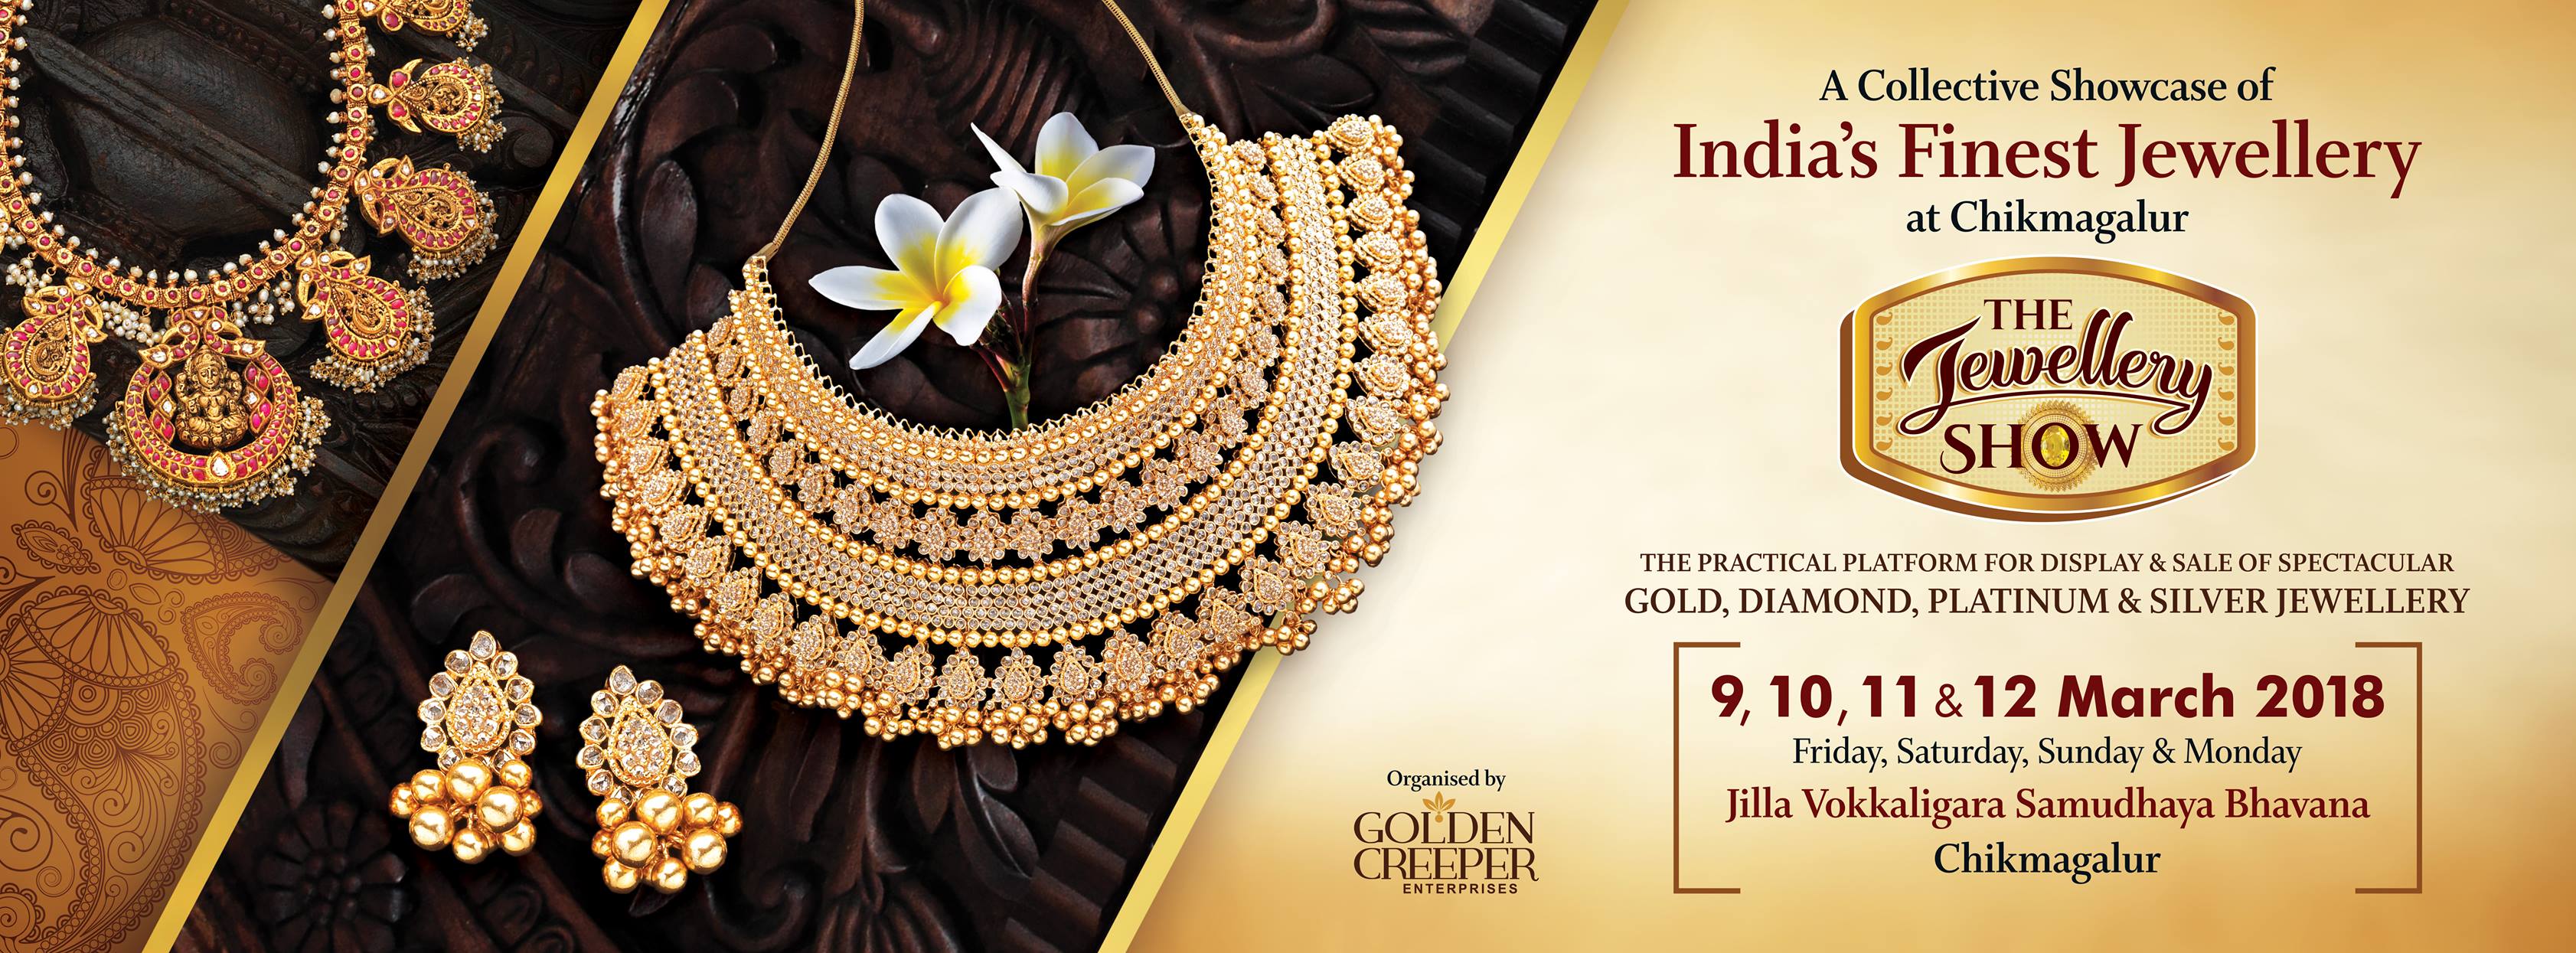 A Collective Showcase of
India's Finest Jewellery
at Chikmagalur
THE
Jewellery
SHOW
THE PRACTICAL PLATFORM FOR DISPLAY & SALE OF SPECTACULAR
GOLD, DIAMOND, PLATINUM & SILVER JEWELLERY
9, 10, 11 & 12 March 2018
Friday, Saturday, Sunday & Monday
Jilla Vokkaligara Samudhaya Bhavana
Chikmagalur
Organised by
GOLDEN
CREEPER
ENTERPRISES